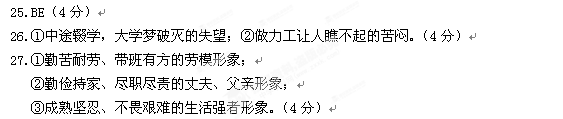 25.BE（4 分）
26.①中途辍学，大学梦破灭的失望；②做力工让人瞧不起的苦闷。（4 分）
27.①勤苦耐劳、带班有方的劳模形象；
②勤俭持家、尽职尽责的丈夫、父亲形象；
③成熟坚忍、不畏艰难的生活强者形象。（4 分）